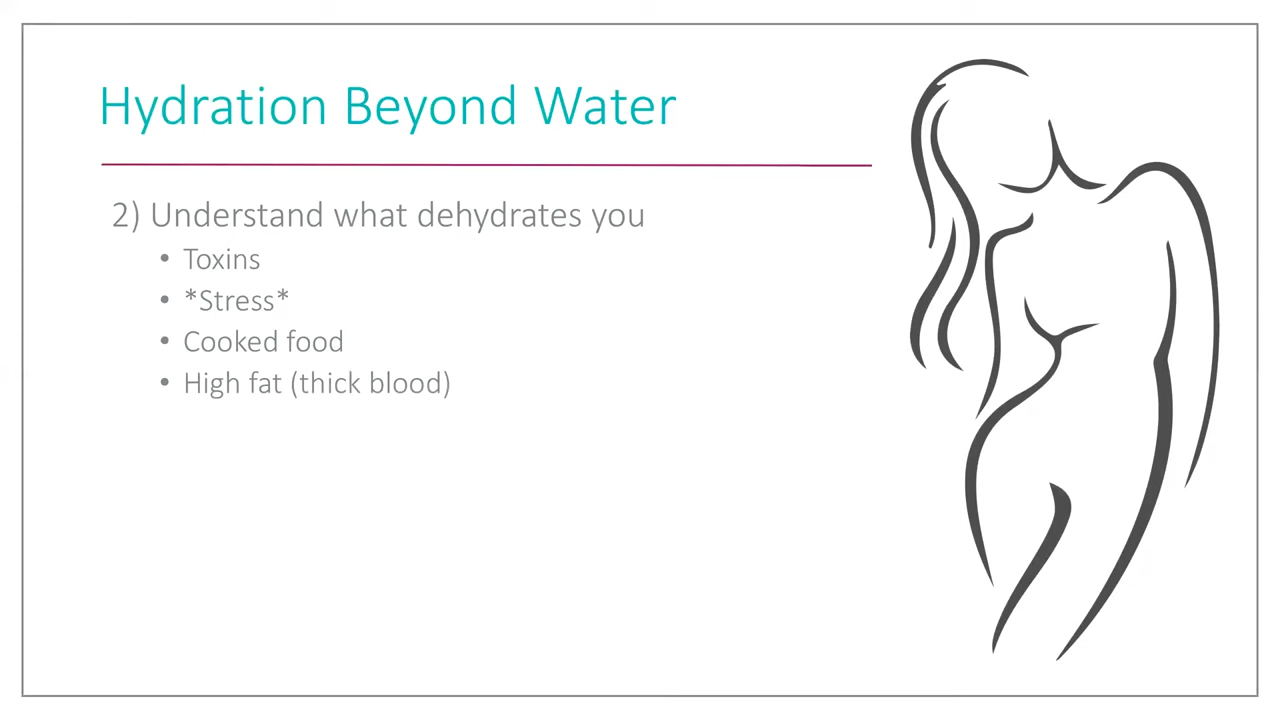 Hydration Beyond Water
2) Understand what dehydrates you
• Toxins
• *Stress*
• Cooked food
• High fat (thick blood)